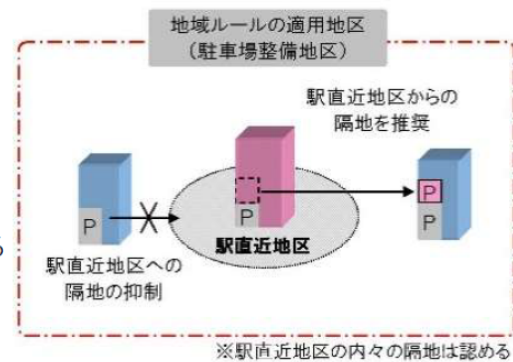 地域ルールの適用地区
（駐車場整備地区）
駅直近地区からの
隔地を推奨
P
P
P
P
駅直近地区
駅直近地区への
隔地の抑制
※駅直近地区の内々の隔地は認める